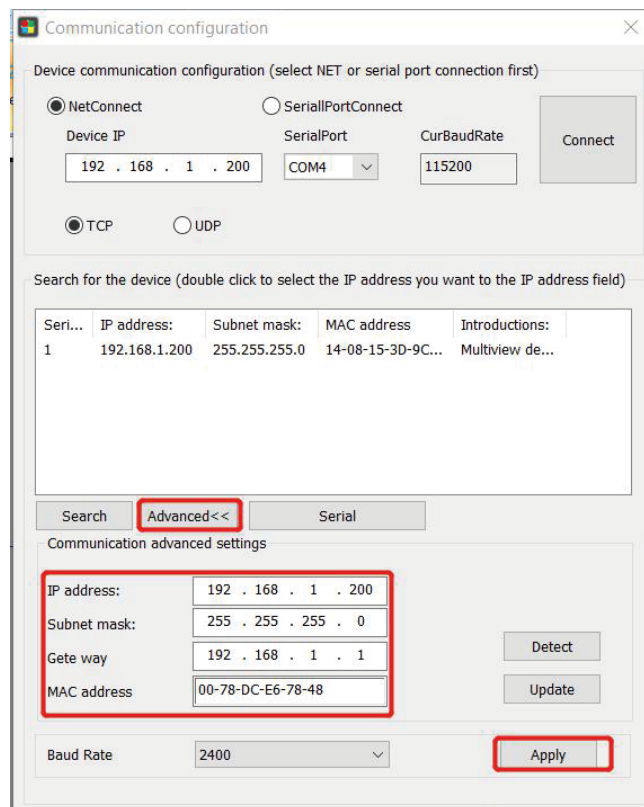 Communication configuration
Device communication configuration (select NET or serial port connection first)
NetConnect SeriallPortConnect
Device IP SerialPort CurBaudRate
192 . 168 . 1 . 200 COM4 115200 Connect
TCP UDP
Search for the device (double click to select the IP address you want to the IP address field)
Seri... IP address: Subnet mask: MAC address Introductions:
1 192.168.1.200 255.255.255.0 14-08-15-3D-9C... Multiview de...
Search Advanced<< Serial
Communication advanced settings
IP address: 192 . 168 . 1 . 200
Subnet mask: 255 . 255 . 255 . 0
Gete way 192 . 168 . 1 . 1
Detect
MAC address 00-78-DC-E6-78-48
Update
Baud Rate 2400 Apply